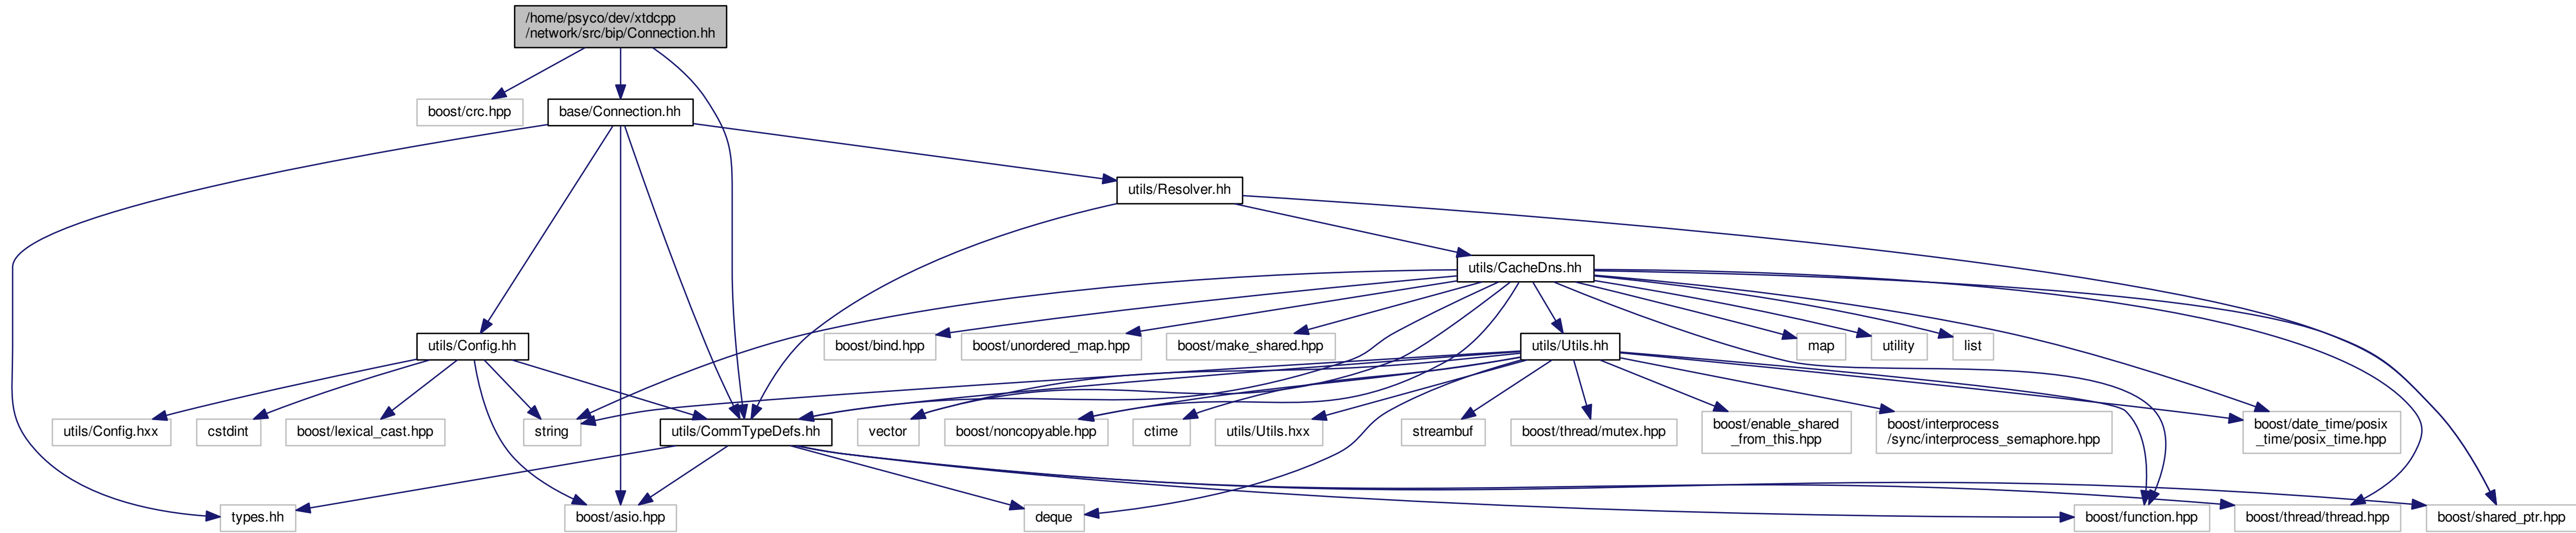 /home/psyco/dev/xtdcpp
/network/src/bip/Connection.hh
boost/crc.hpp
base/Connection.hh
utils/Resolver.hh
utils/CacheDns.hh
utils/Config.hh
boost/bind.hpp
boost/unordered_map.hpp
boost/make_shared.hpp
utils/Utils.hh
map
utility
list
utils/Config.hxx
cstdint
boost/lexical_cast.hpp
string
utils/CommTypeDefs.hh
vector
boost/noncopyable.hpp
ctime
utils/Utils.hxx
streambuf
boost/thread/mutex.hpp
boost/enable_shared
_from_this.hpp
boost/interprocess
/sync/interprocess_semaphore.hpp
boost/date_time/posix
_time/posix_time.hpp
types.hh
boost/asio.hpp
deque
boost/function.hpp
boost/thread/thread.hpp
boost/shared_ptr.hpp